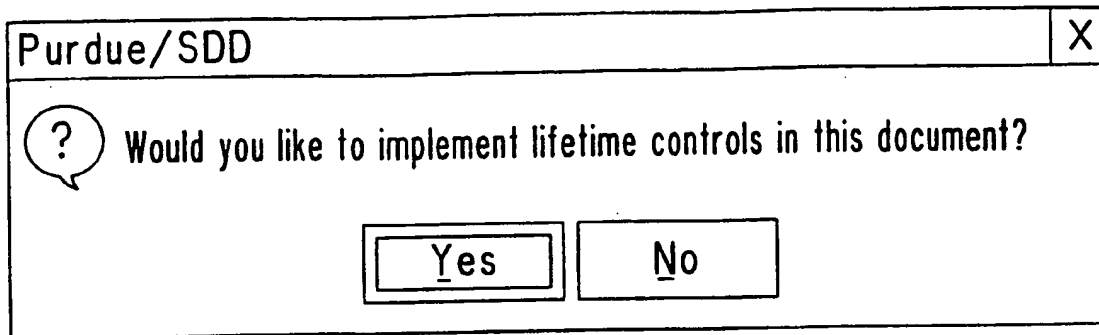 Purdue/SDD X
? Would you like to implement lifetime controls in this document?
Yes No